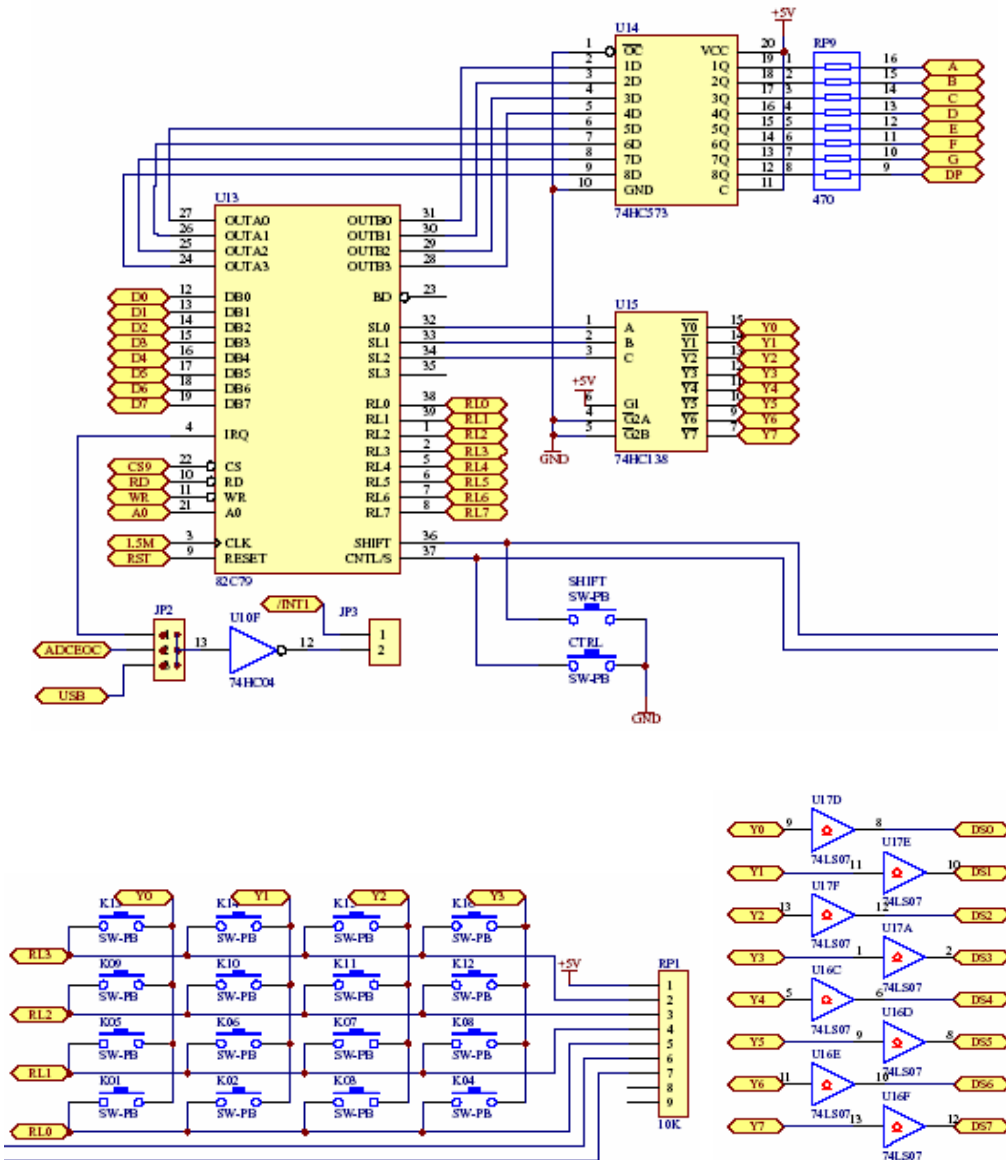 +5V
U14
RP9
1 OC VCC 20
2 1D 1Q 19 1 16 A
3 2D 2Q 18 2 15 B
4 3D 3Q 17 3 14 C
5 4D 4Q 16 4 13 D
6 5D 5Q 15 5 12 E
7 6D 6Q 14 6 11 F
8 7D 7Q 13 7 10 G
9 8D 8Q 12 8 9 DP
10 GND C 11
74HC573
470
U13
27 OUTA0 OUTB0 31
26 OUTA1 OUTB1 30
25 OUTA2 OUTB2 29
24 OUTA3 OUTB3 28
D0 12 DB0 BD 23
D1 13 DB1
D2 14 DB2 SL0 32
D3 15 DB3 SL1 33
D4 16 DB4 SL2 34
D5 17 DB5 SL3 35
D6 18 DB6
D7 19 DB7 RL0 38 RL0
RL1 39 RL1
4 IRQ RL2 1 RL2
RL3 2 RL3
CS9 22 CS RL4 5 RL4
RD 10 RD RL5 6 RL5
WR 11 WR RL6 7 RL6
A0 21 A0 RL7 8 RL7
1.5M 3 CLK SHIFT 36
RST 9 RESET CNTL/S 37
82C79
U15
1 A Y0 15 Y0
2 B Y1 14 Y1
3 C Y2 13 Y2
Y3 12 Y3
+5V
Y4 11 Y4
6 G1 Y5 10 Y5
4 G2A Y6 9 Y6
5 G2B Y7 7 Y7
GND
74HC138
SHIFT
SW-PB
CTRL
SW-PB
GND
JP2
U10F
/INT1
JP3
1
2
ADCEOC
13
12
74HC04
USB
Y0 Y1 Y2 Y3
K13 K14 K15 K16
SW-PB SW-PB SW-PB SW-PB
RL3
K09 K10 K11 K12
SW-PB SW-PB SW-PB SW-PB
RL2
K05 K06 K07 K08
SW-PB SW-PB SW-PB SW-PB
RL1
K01 K02 K03 K04
SW-PB SW-PB SW-PB SW-PB
RL0
+5V
RP1
1
2
3
4
5
6
7
8
9
10K
U17D
Y0 9 8 DS0
74LS07
U17E
Y1 11 10 DS1
74LS07
U17F
Y2 13 12 DS2
74LS07
U17A
Y3 1 2 DS3
74LS07
U16C
Y4 5 6 DS4
74LS07
U16D
Y5 9 8 DS5
74LS07
U16E
Y6 11 10 DS6
74LS07
U16F
Y7 13 12 DS7
74LS07